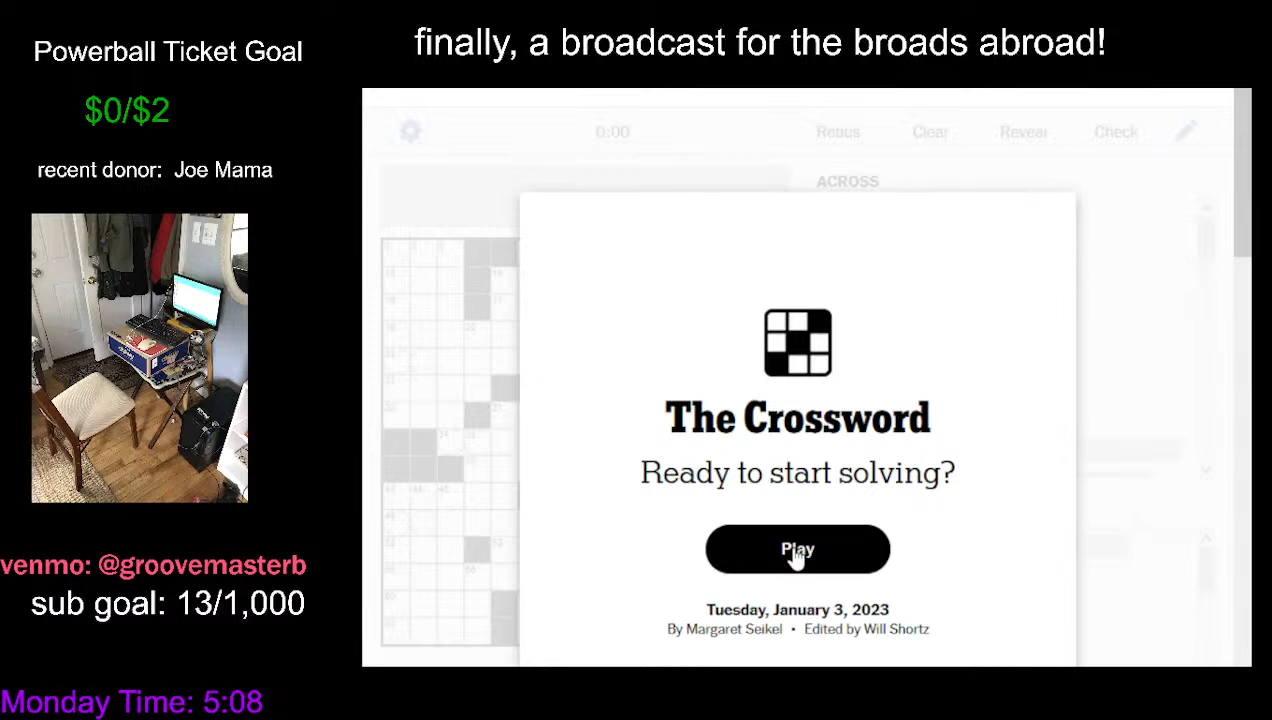 finally, a broadcast for the broads abroad!
Powerball Ticket Goal
$0/$2
recent donor: Joe Mama
0:00
Rebus
Clear
Reveal
Check
ACROSS
The Crossword
Ready to start solving?
Play
Tuesday, January 3, 2023
By Margaret Seikel • Edited by Will Shortz
venmo: @groovemasterb
sub goal: 13/1,000
Monday Time: 5:08